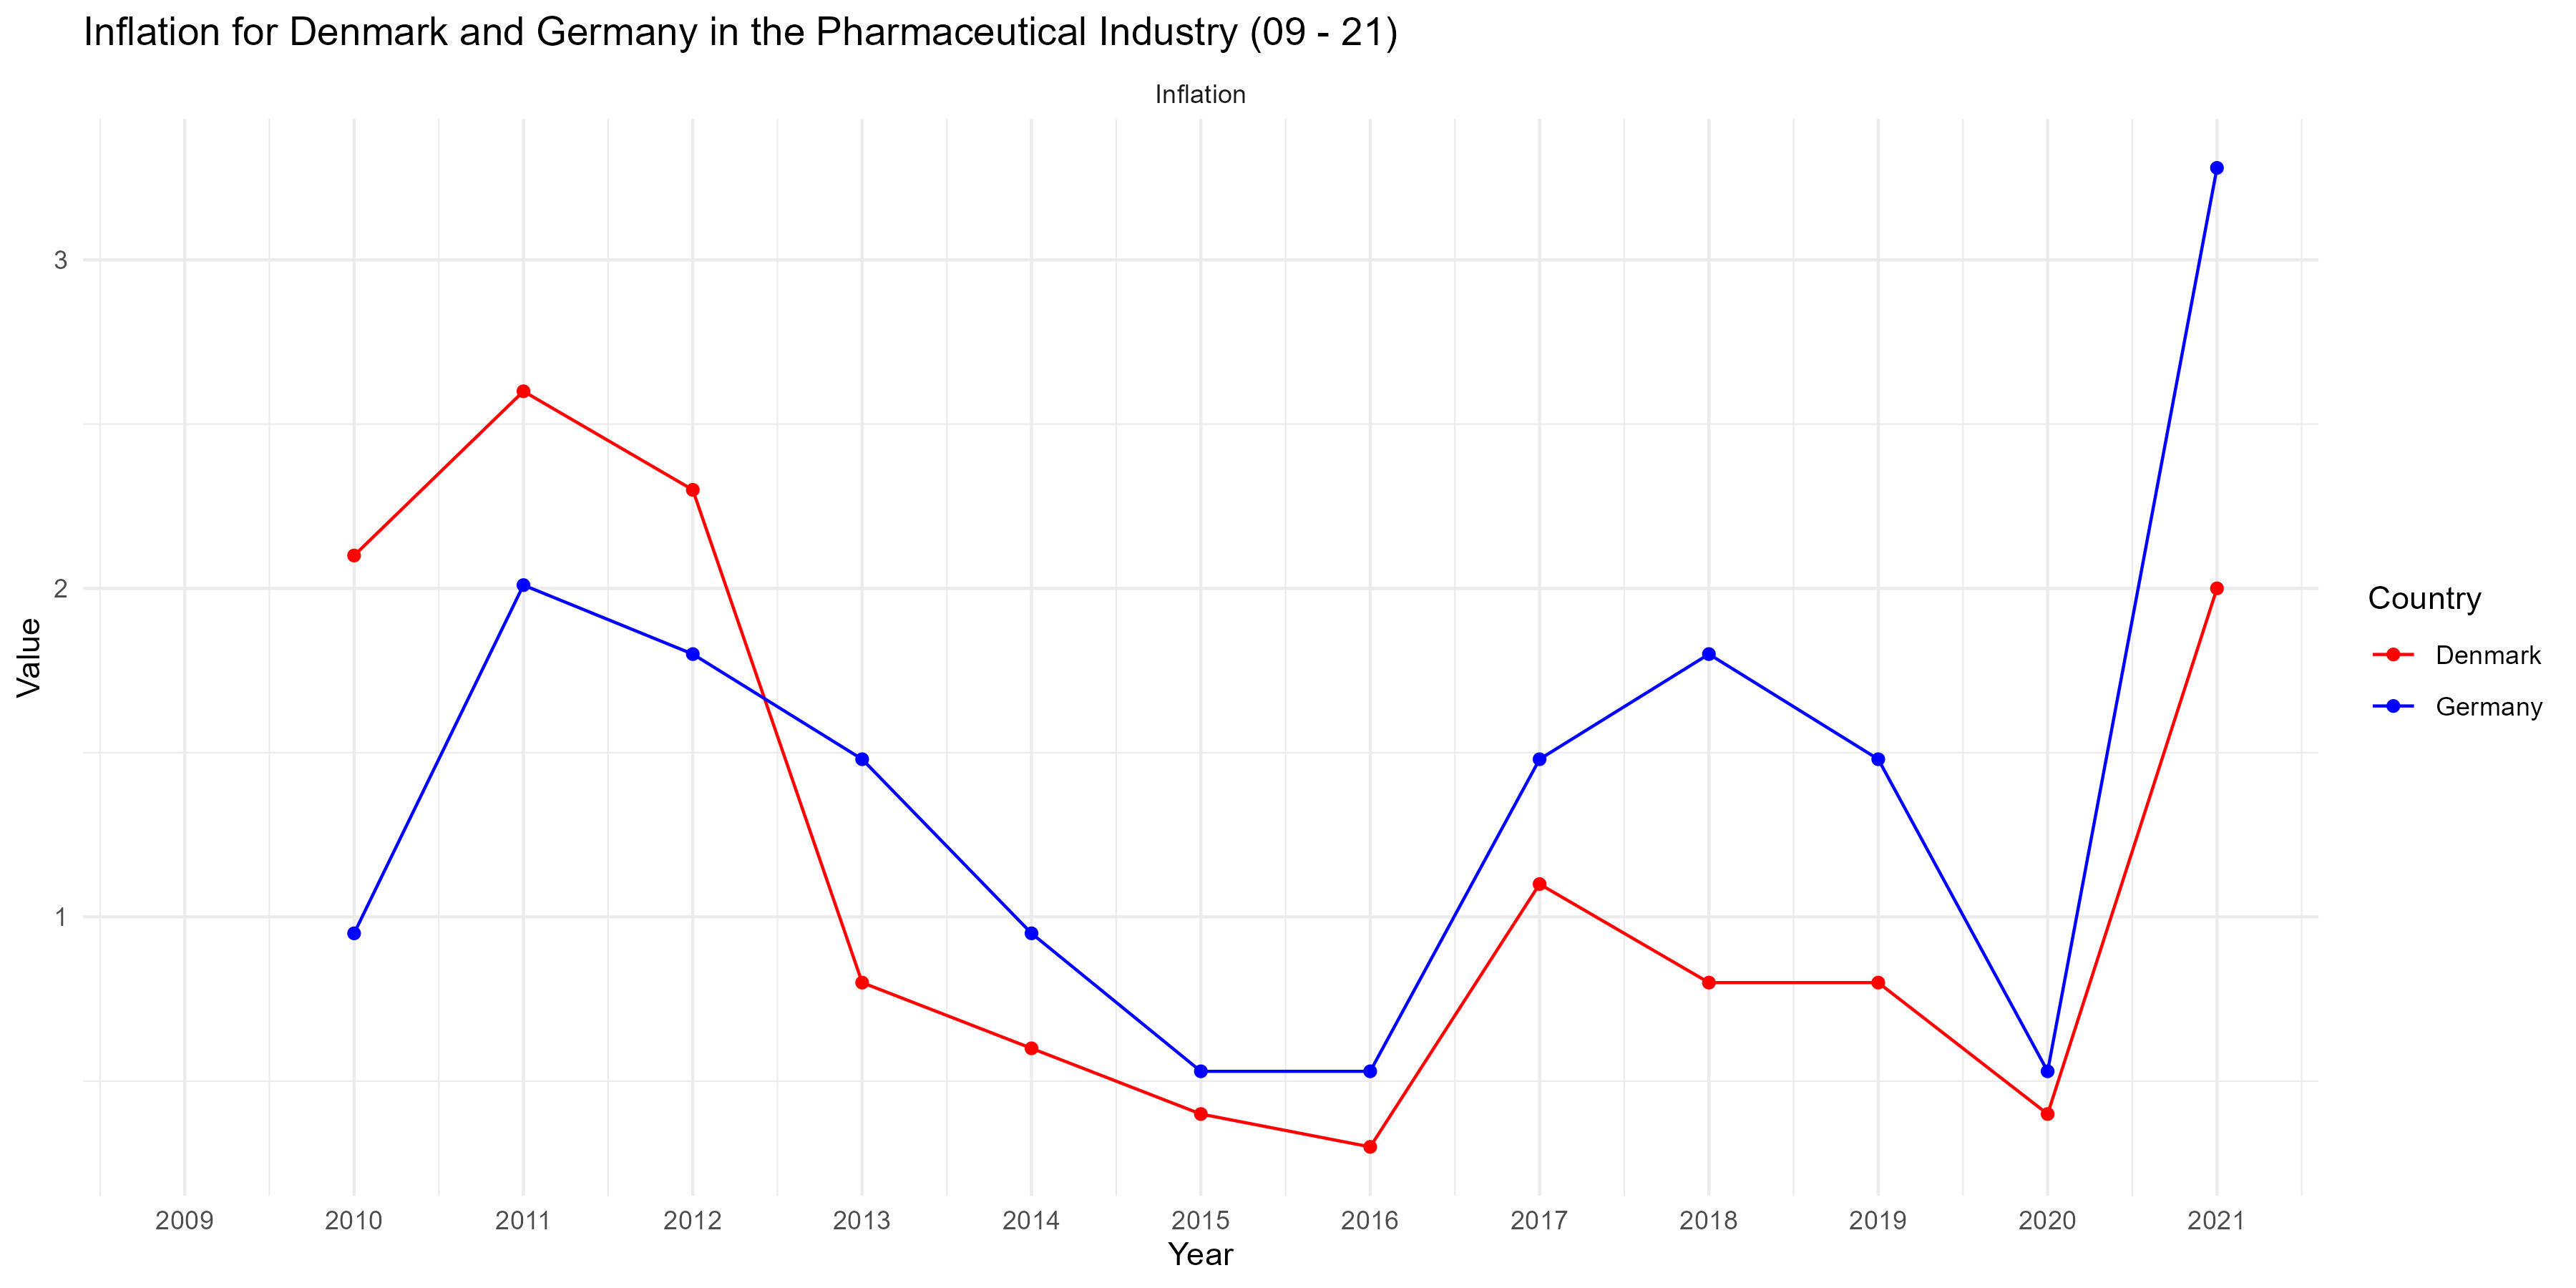 Inflation for Denmark and Germany in the Pharmaceutical Industry (09 - 21)
Inflation
3
2
1
Value
2009 2010 2011 2012 2013 2014 2015 2016 2017 2018 2019 2020 2021
Year
Country
Denmark
Germany